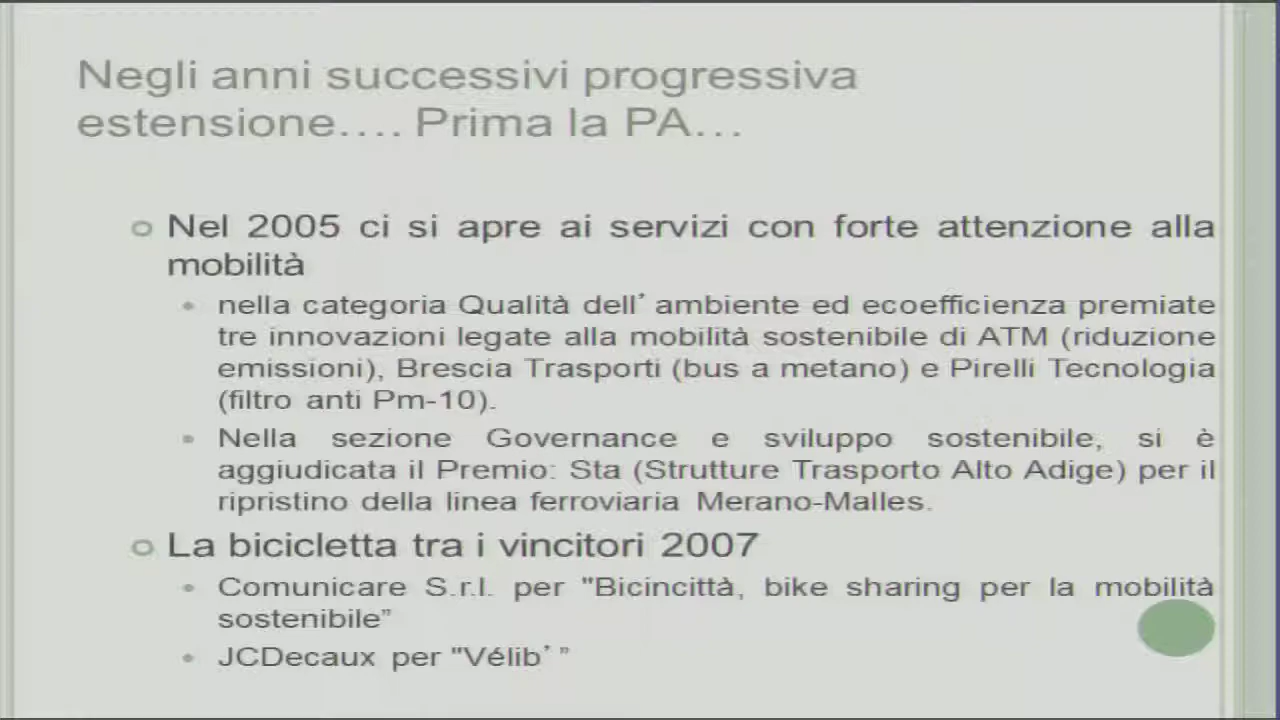 Negli anni successivi progressiva
estensione.... Prima la PA...
Nel 2005 ci si apre ai servizi con forte attenzione alla
mobilità
nella categoria Qualità dell’ambiente ed ecoefficienza premiate
tre innovazioni legate alla mobilità sostenibile di ATM (riduzione
emissioni), Brescia Trasporti (bus a metano) e Pirelli Tecnologia
(filtro anti Pm-10).
Nella sezione Governance e sviluppo sostenibile, si è
aggiudicata il Premio: Sta (Strutture Trasporto Alto Adige) per il
ripristino della linea ferroviaria Merano-Malles.
La bicicletta tra i vincitori 2007
Comunicare S.r.l. per "Bicincittà, bike sharing per la mobilità
sostenibile”
JCDecaux per "Vélib’”